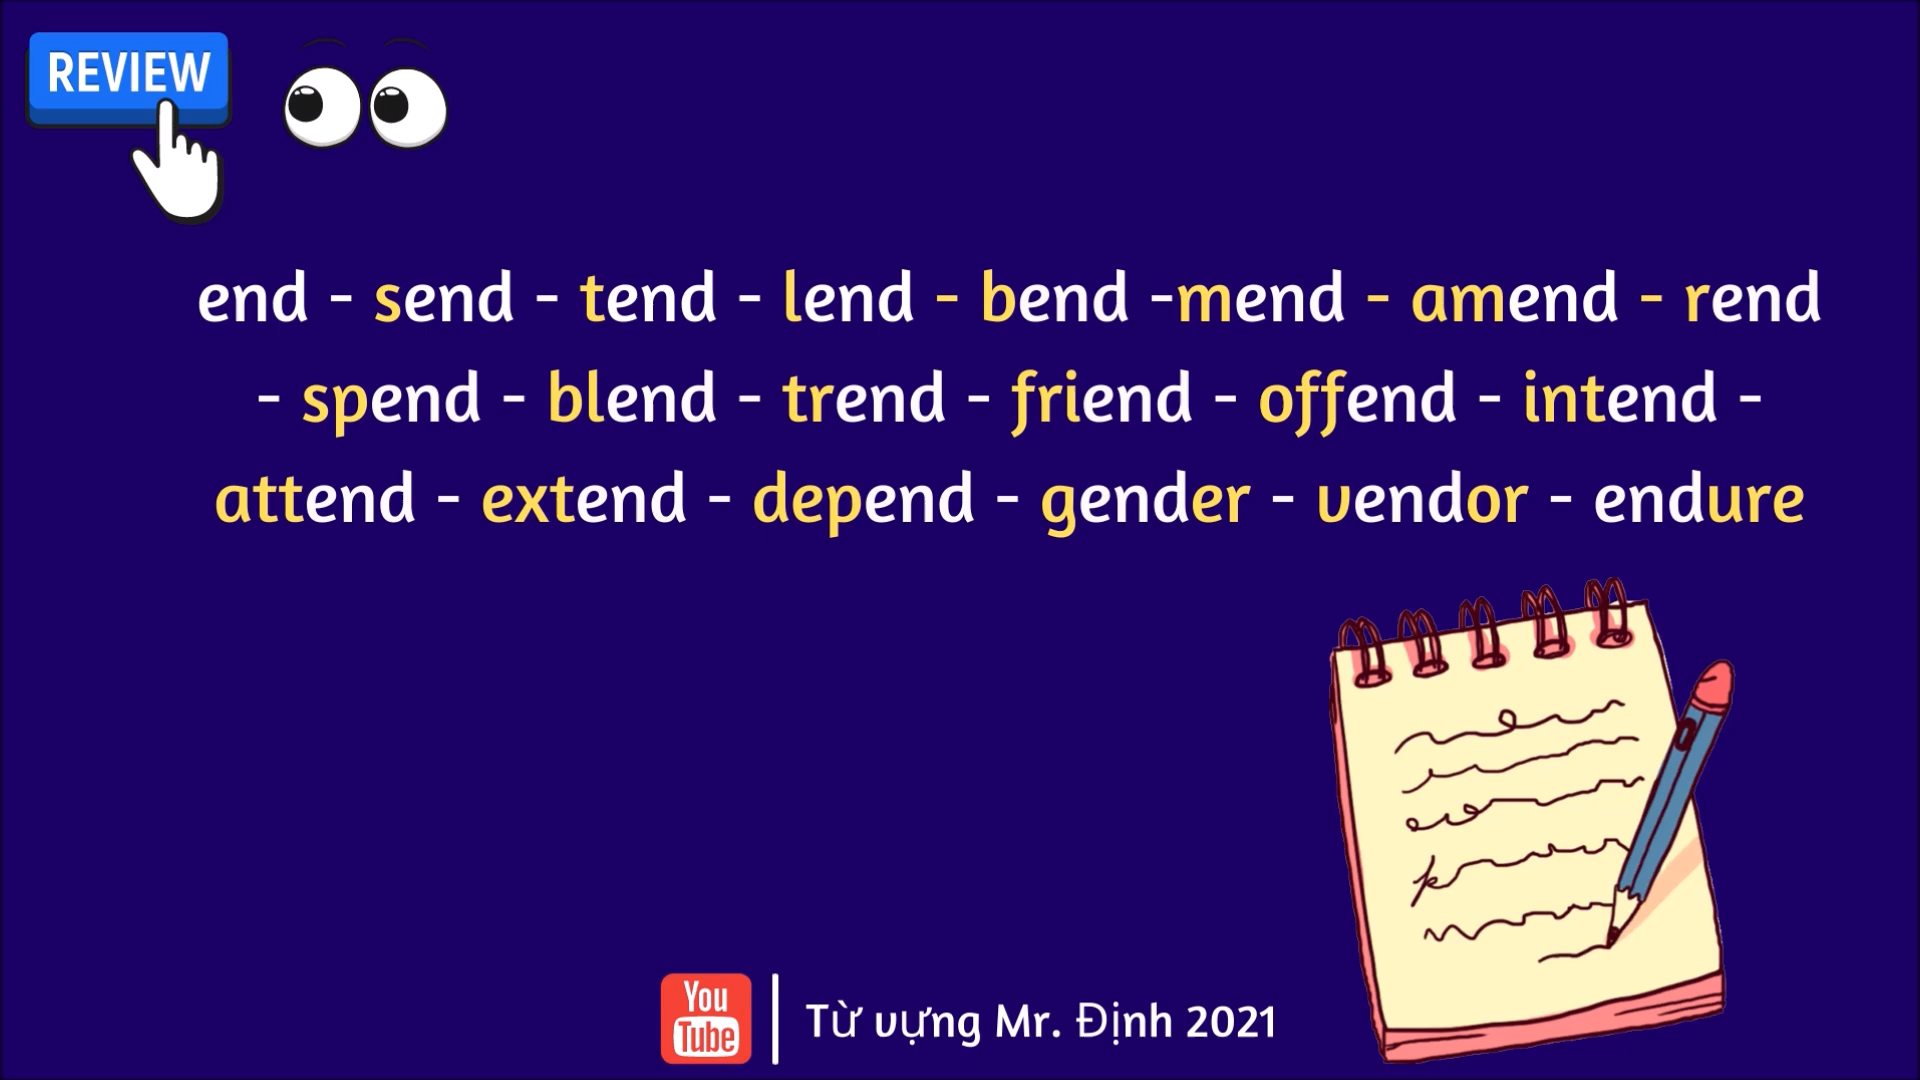 REVIEW
end - send - tend - lend - bend -mend - amend - rend
- spend - blend - trend - friend - offend - intend -
attend - extend - depend - gender - vendor - endure
You
Tube
Từ vựng Mr. Định 2021